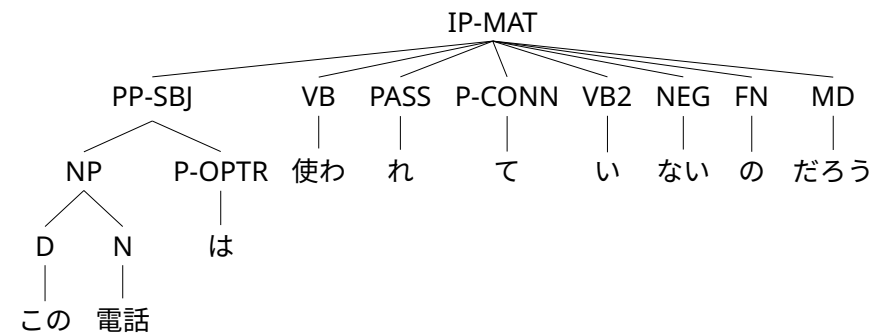 IP-MAT
PP-SBJ VB PASS P-CONN VB2 NEG FN MD
NP P-OPTR 使わ れ て い ない の だろう
D N は
この 電話